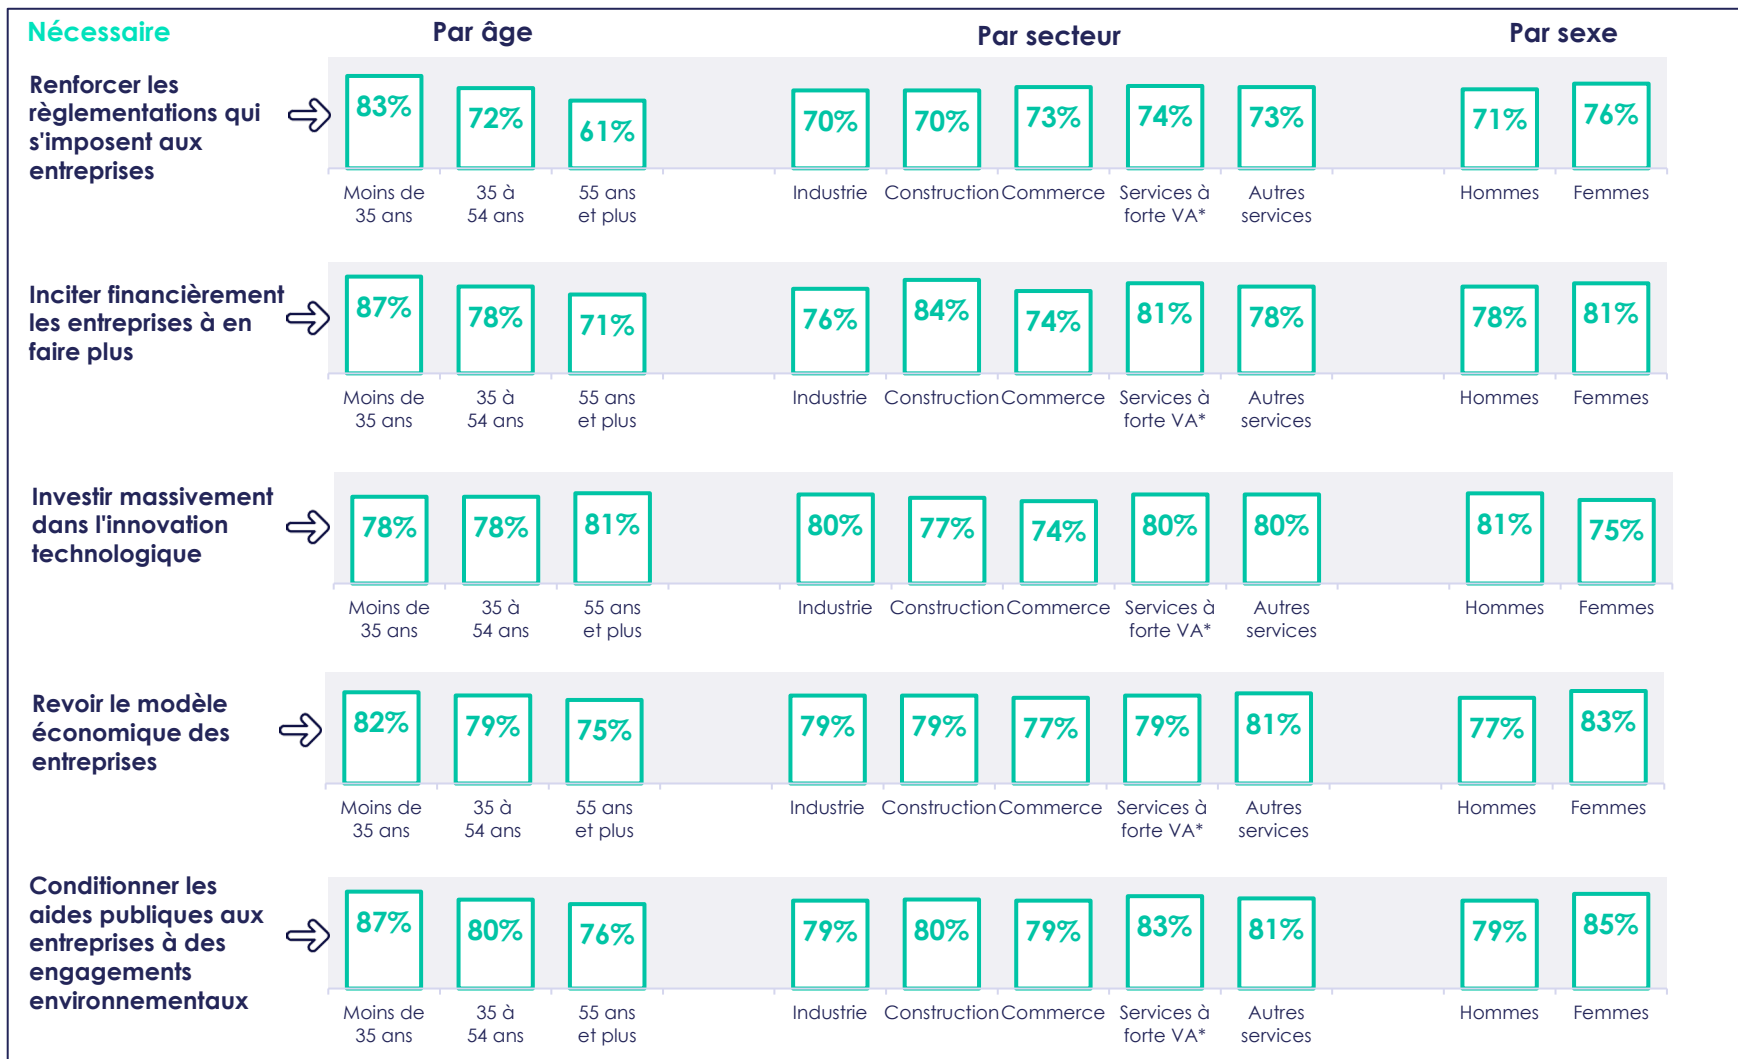 Nécessaire
Par âge
Par secteur
Par sexe
Renforcer les
règlementations qui
s'imposent aux
entreprises
83%
72%
61%
70%
70%
73%
74%
73%
71%
76%
Moins de
35 ans
35 à
54 ans
55 ans
et plus
Industrie
Construction
Commerce
Services à
forte VA*
Autres
services
Hommes
Femmes
Inciter financièrement
les entreprises à en
faire plus
87%
78%
71%
76%
84%
74%
81%
78%
78%
81%
Moins de
35 ans
35 à
54 ans
55 ans
et plus
Industrie
Construction
Commerce
Services à
forte VA*
Autres
services
Hommes
Femmes
Investir massivement
dans l'innovation
technologique
78%
78%
81%
80%
77%
74%
80%
80%
81%
75%
Moins de
35 ans
35 à
54 ans
55 ans
et plus
Industrie
Construction
Commerce
Services à
forte VA*
Autres
services
Hommes
Femmes
Revoir le modèle
économique des
entreprises
82%
79%
75%
79%
79%
77%
79%
81%
77%
83%
Moins de
35 ans
35 à
54 ans
55 ans
et plus
Industrie
Construction
Commerce
Services à
forte VA*
Autres
services
Hommes
Femmes
Conditionner les
aides publiques aux
entreprises à des
engagements
environnementaux
87%
80%
76%
79%
80%
79%
83%
81%
79%
85%
Moins de
35 ans
35 à
54 ans
55 ans
et plus
Industrie
Construction
Commerce
Services à
forte VA*
Autres
services
Hommes
Femmes